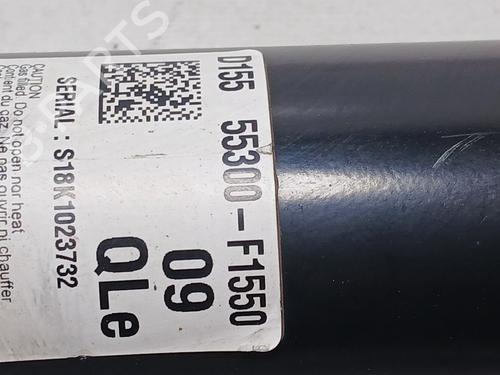 D155 55300-F1550
09
QLe
SERIAL : S18K1023732
CAUTION
Gas filled. Do not open nor heat.
Contient du gaz. Ne pas ouvrir ni chauffer